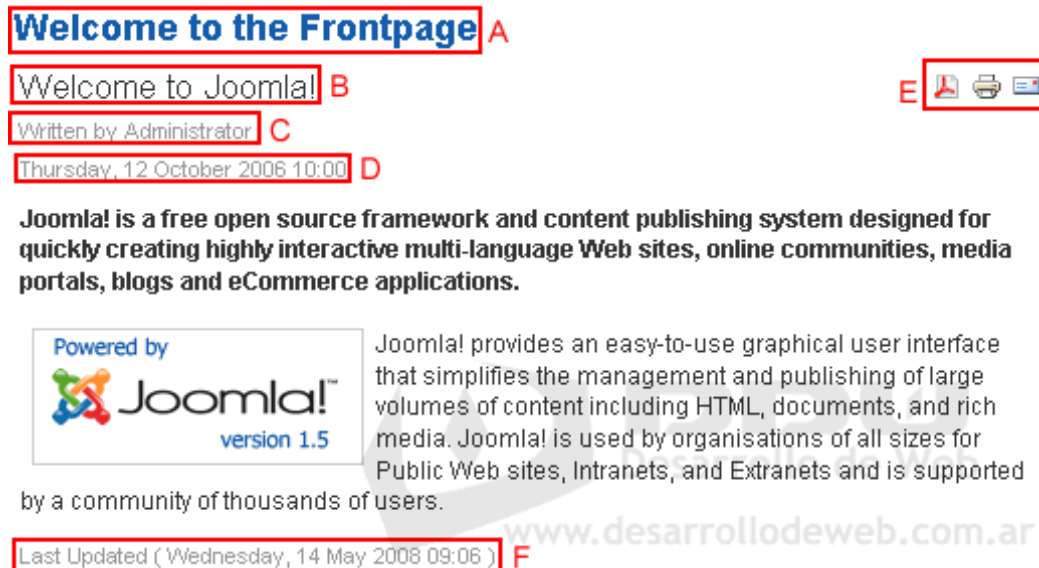 Welcome to the Frontpage A
Welcome to Joomla! B
E
Written by Administrator C
Thursday, 12 October 2006 10:00 D
Joomla! is a free open source framework and content publishing system designed for
quickly creating highly interactive multi-language Web sites, online communities, media
portals, blogs and eCommerce applications.
Powered by
Joomla!™
version 1.5
Joomla! provides an easy-to-use graphical user interface
that simplifies the management and publishing of large
volumes of content including HTML, documents, and rich
media. Joomla! is used by organisations of all sizes for
Public Web sites, Intranets, and Extranets and is supported
by a community of thousands of users.
Desarrollo de Web
www.desarrollodeweb.com.ar
Last Updated ( Wednesday, 14 May 2008 09:06 ) F